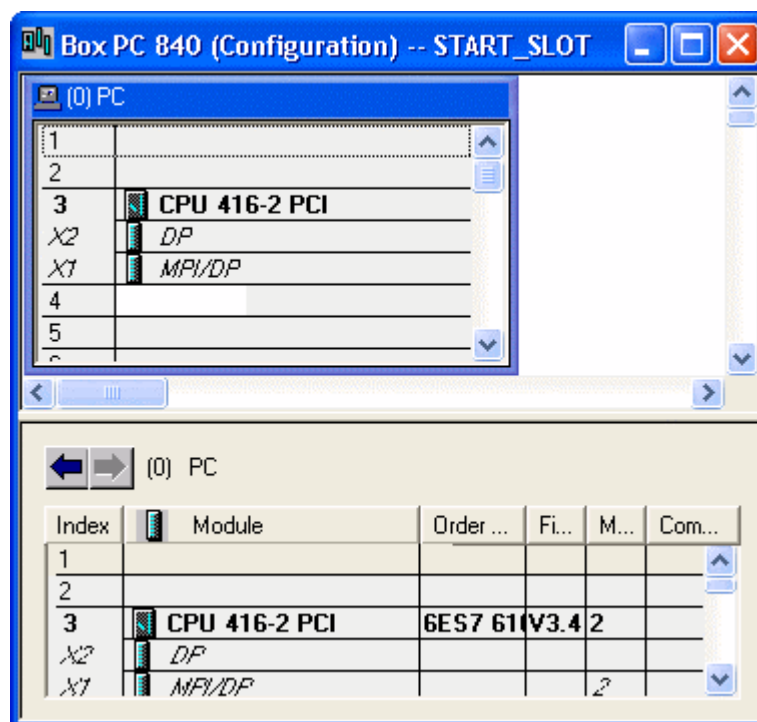 Box PC 840 (Configuration) -- START_SLOT
(0) PC
1
2
3 CPU 416-2 PCI
X2 DP
X1 MPI/DP
4
5
(0) PC
Index Module Order ... Fi... M... Com...
1
2
3 CPU 416-2 PCI 6ES7 61 V3.4 2
X2 DP
X1 MPI/DP 2